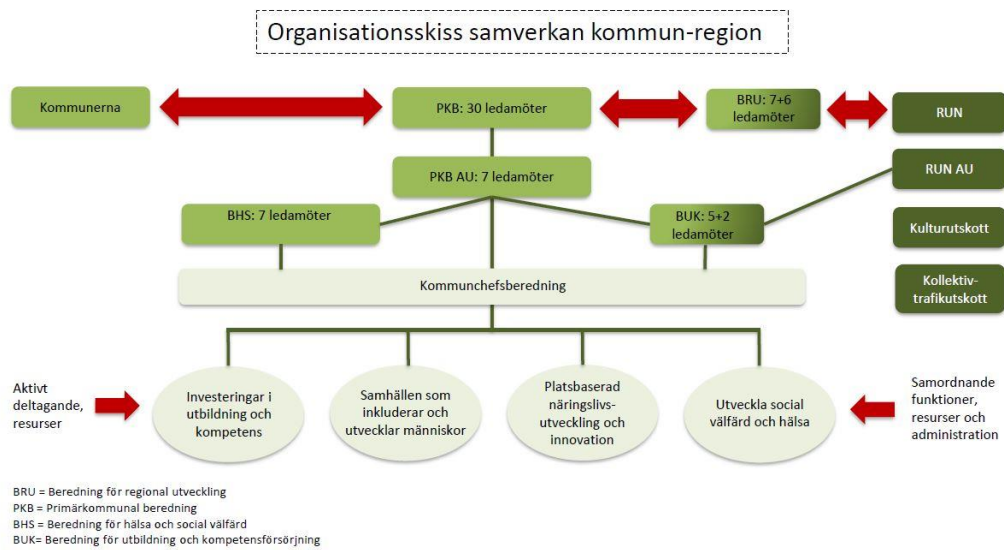 Organisationsskiss samverkan kommun-region
Kommunerna
PKB: 30 ledamöter
BRU: 7+6
ledamöter
RUN
PKB AU: 7 ledamöter
RUN AU
BHS: 7 ledamöter
BUK: 5+2
ledamöter
Kulturutskott
Kommunchefsberedning
Kollektiv-
trafikutskott
Aktivt
deltagande,
resurser
Investeringar i
utbildning och
kompetens
Samhällen som
inkluderar och
utvecklar människor
Platsbaserad
näringslivs-
utveckling och
innovation
Utveckla social
välfärd och hälsa
Samordnande
funktioner,
resurser och
administration
BRU = Beredning för regional utveckling
PKB = Primärkommunal beredning
BHS = Beredning för hälsa och social välfärd
BUK= Beredning för utbildning och kompetensförsörjning